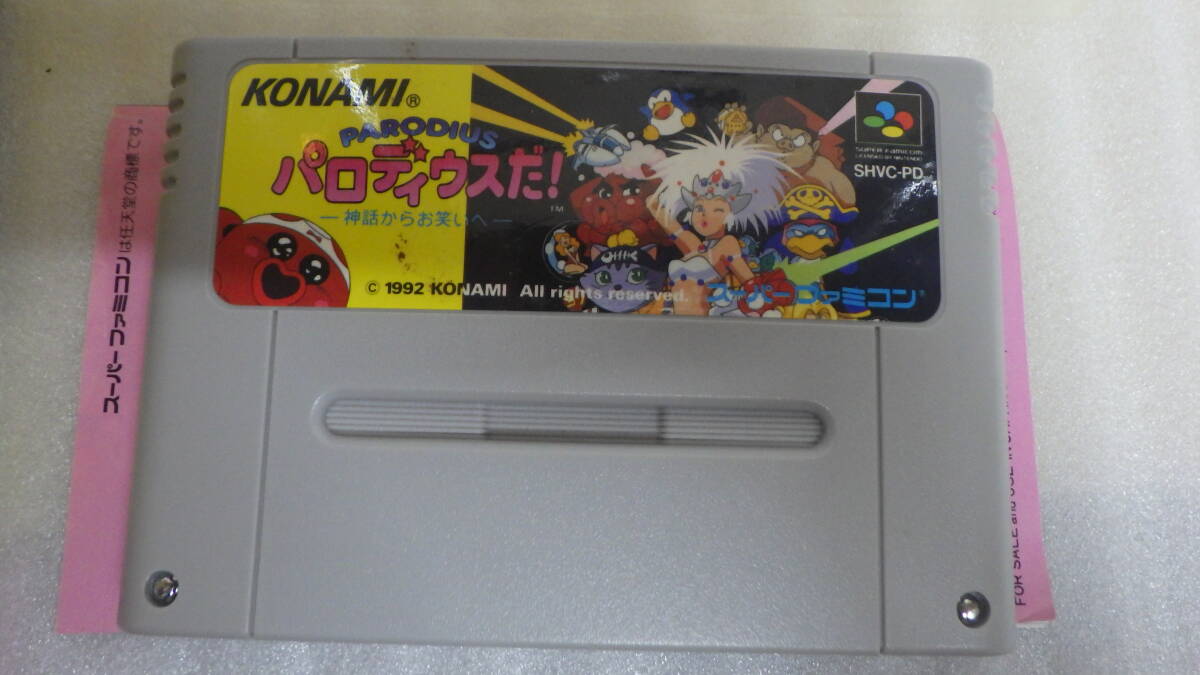 KONAMI®
PARODIUS
パロディウスだ!
TM
―神話からお笑いへ―
© 1992 KONAMI All rights reserved.
SUPER FAMICOM
LICENSED BY NINTENDO
SHVC-PD
スーパーファミコン®
スーパーファミコンは任天堂の商標です。
FOR SALE and USE IN JAPAN